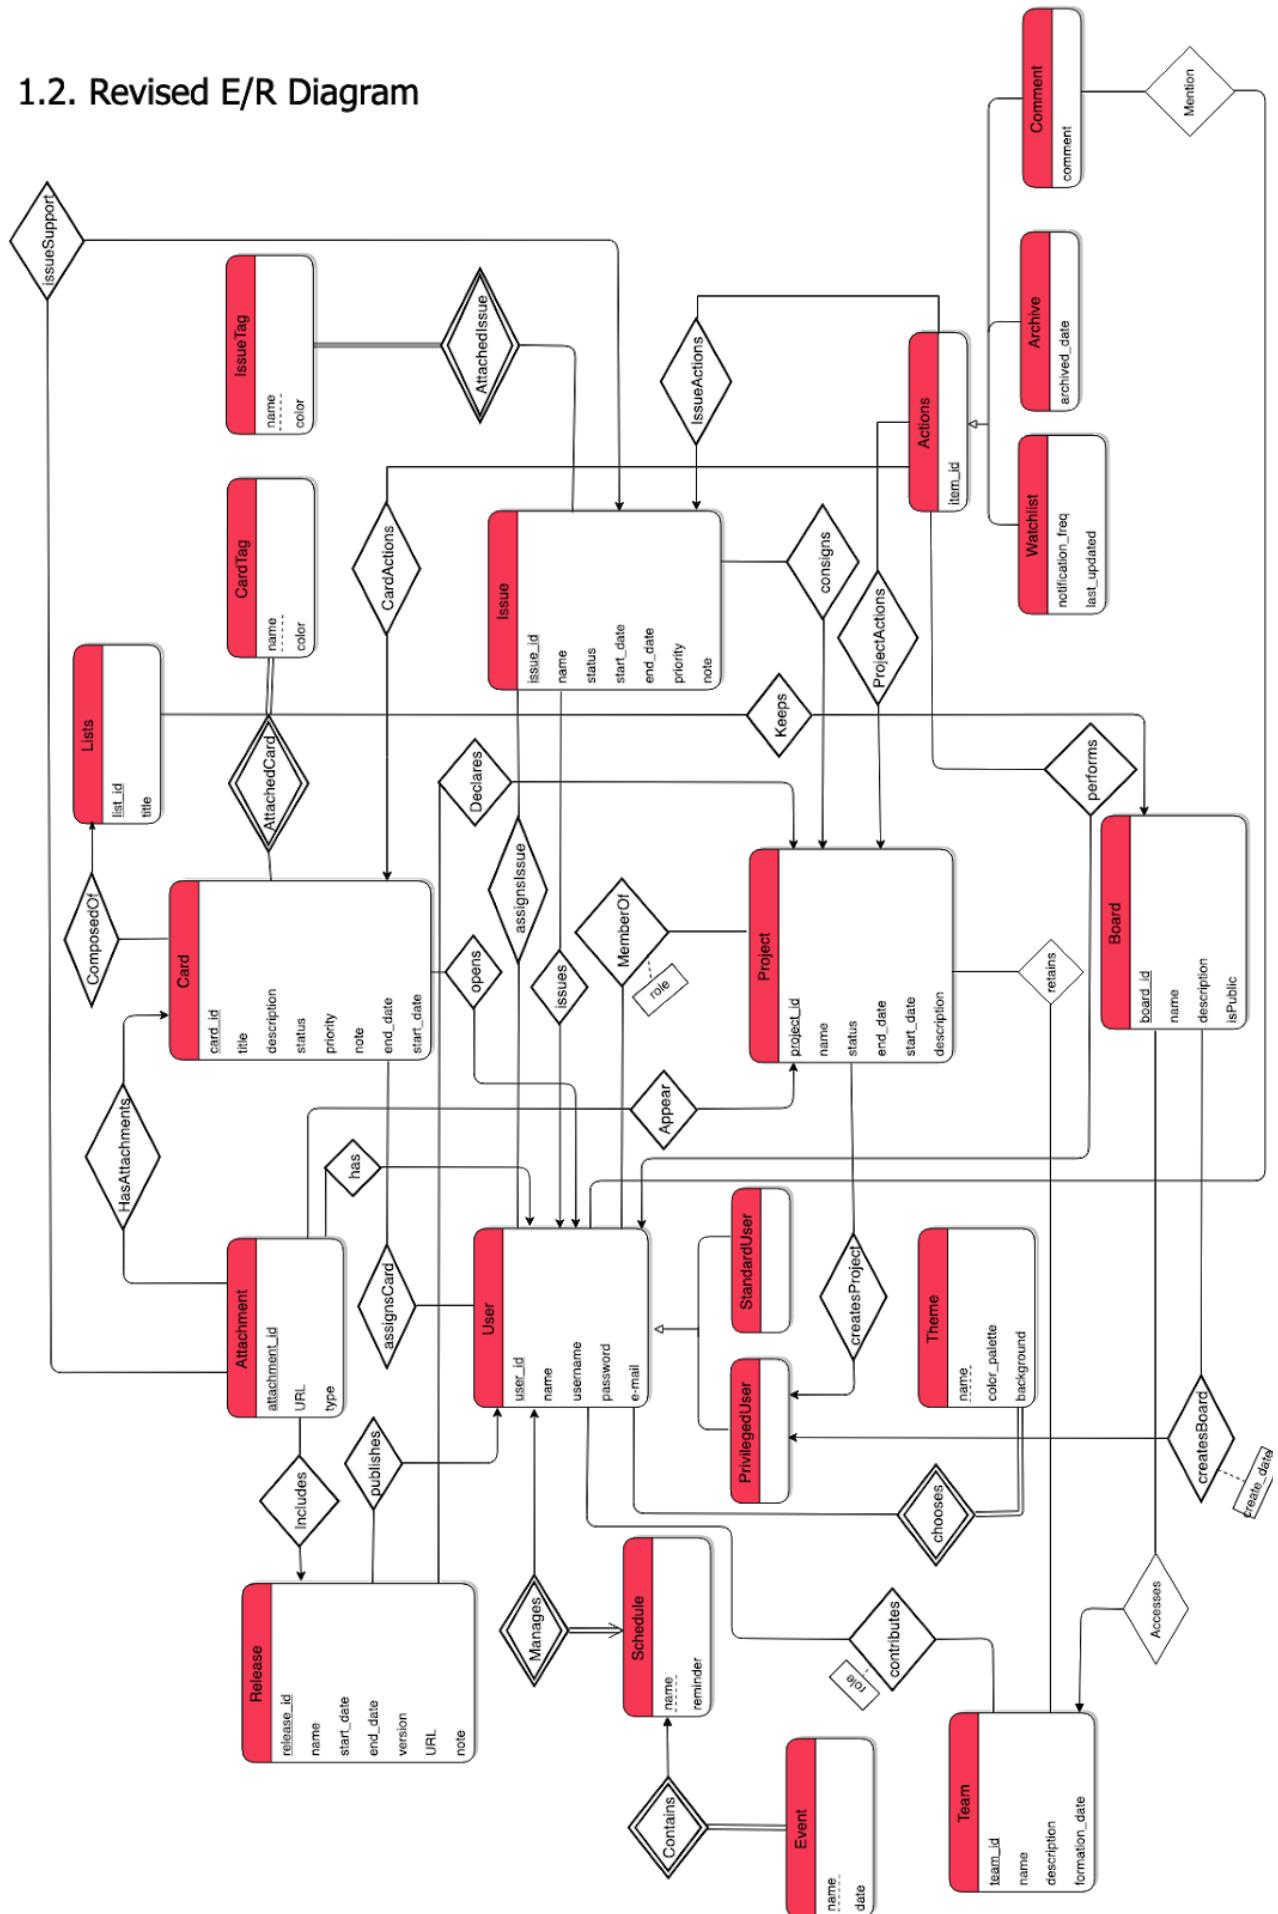 1.2. Revised E/R Diagram
issueSupport
IssueTag
name
color
AttachedIssue
Comment
comment
Mention
Archive
archived_date
IssueActions
Actions
item_id
Watchlist
notification_freq
last_updated
CardTag
name
color
CardActions
Issue
issue_id
name
status
start_date
end_date
priority
note
consigns
ProjectActions
Lists
list_id
title
AttachedCard
Keeps
Declares
performs
ComposedOf
Card
card_id
title
description
status
priority
note
end_date
start_date
opens
assignsIssue
issues
MemberOf
role
Project
project_id
name
status
end_date
start_date
description
retains
Board
board_id
name
description
isPublic
HasAttachments
has
Appear
Attachment
attachment_id
URL
type
assignsCard
User
user_id
name
username
password
e-mail
StandardUser
PrivilegedUser
createsProject
Theme
name
color_palette
background
createsBoard
create_date
Includes
publishes
chooses
Release
release_id
name
start_date
end_date
version
URL
note
Manages
Schedule
name
reminder
contributes
role
Accesses
Contains
Event
name
date
Team
team_id
name
description
formation_date